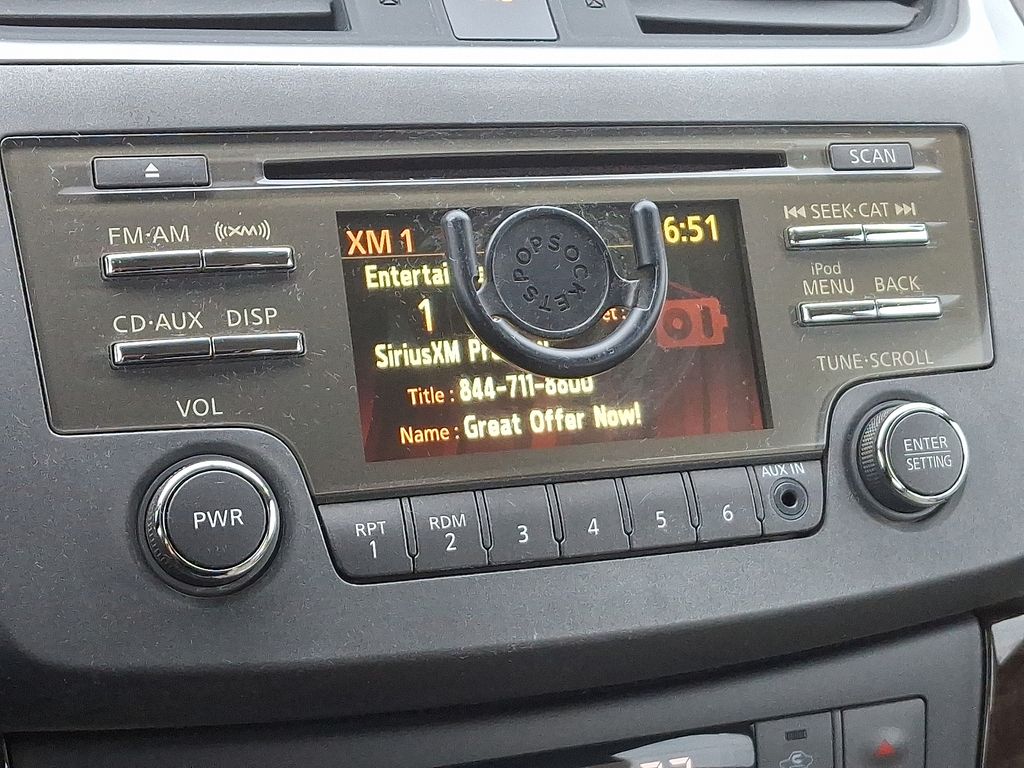 SCAN
FM·AM
XM
SEEK·CAT
XM 1
POPSOCKETS
6:51
iPod
MENU
BACK
CD·AUX
DISP
1
SiriusXM
TUNE·SCROLL
Title : 844-711-8800
Name : Great Offer Now!
VOL
PWR
ENTER
SETTING
AUX IN
RPT
1
RDM
2
3
4
5
6